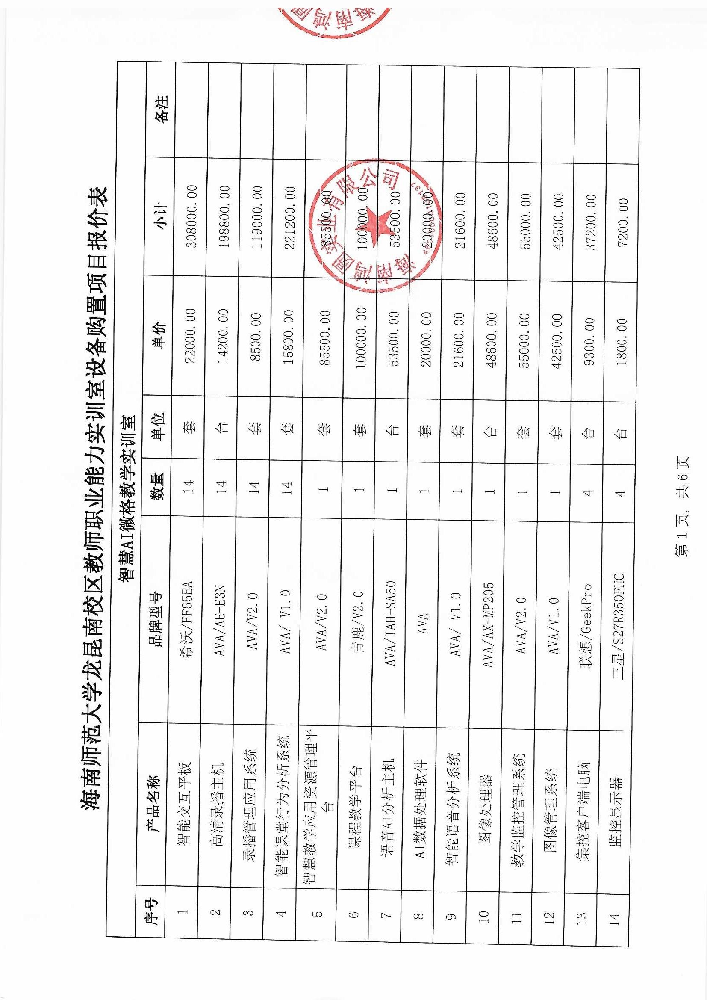 海南师范大学龙昆南校区教师职业能力实训室设备购置项目报价表
智慧AI微格教学实训室
序号 产品名称 品牌型号 数量 单位 单价 小计 备注
1 智能交互平板 希沃/FF65EA 14 套 22000.00 308000.00
2 高清录播主机 AVA/AE-E3N 14 台 14200.00 198800.00
3 录播管理应用系统 AVA/V2.0 14 套 8500.00 119000.00
4 智能课堂行为分析系统 AVA/ V1.0 14 套 15800.00 221200.00
5 智慧教学应用资源管理平台 AVA/V2.0 1 套 85500.00 85500.00
6 课程教学平台 青鹿/V2.0 1 套 100000.00 100000.00
7 语音AI分析主机 AVA/IAH-SA50 1 台 53500.00 53500.00
8 AI数据处理软件 AVA 1 套 20000.00 20000.00
9 智能语音分析系统 AVA/ V1.0 1 套 21600.00 21600.00
10 图像处理器 AVA/AX-MP205 1 台 48600.00 48600.00
11 教学监控管理系统 AVA/V2.0 1 套 55000.00 55000.00
12 图像管理系统 AVA/V1.0 1 套 42500.00 42500.00
13 集控客户端电脑 联想/GeekPro 4 台 9300.00 37200.00
14 监控显示器 三星/S27R350FHC 4 台 1800.00 7200.00
海南鸿圆实业有限公司
海南鸿圆
第 1 页, 共 6 页